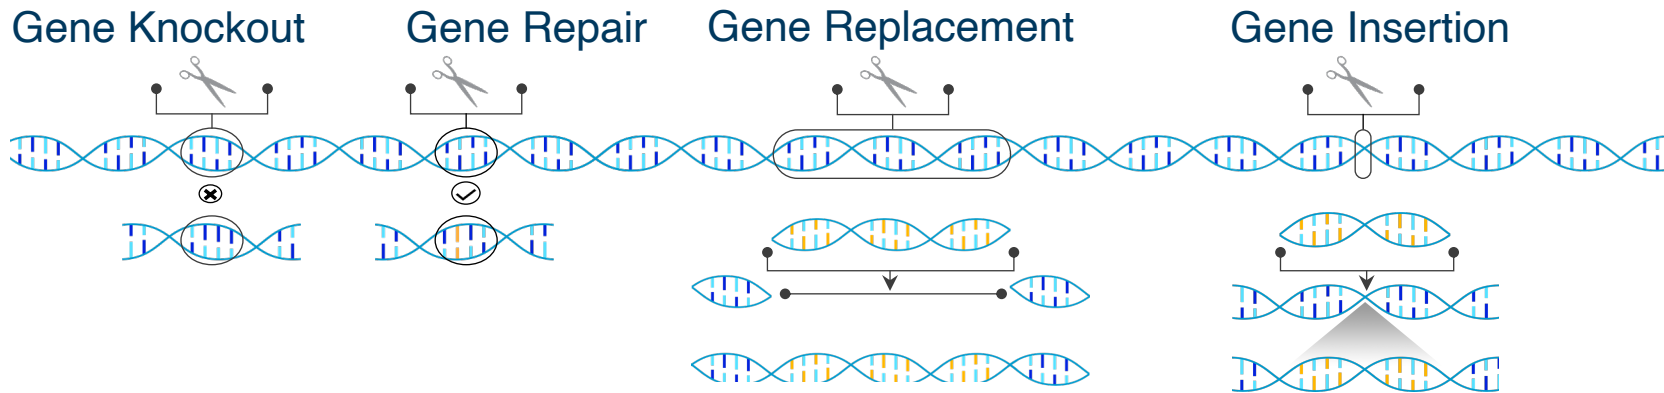 Gene Knockout
Gene Repair
Gene Replacement
Gene Insertion